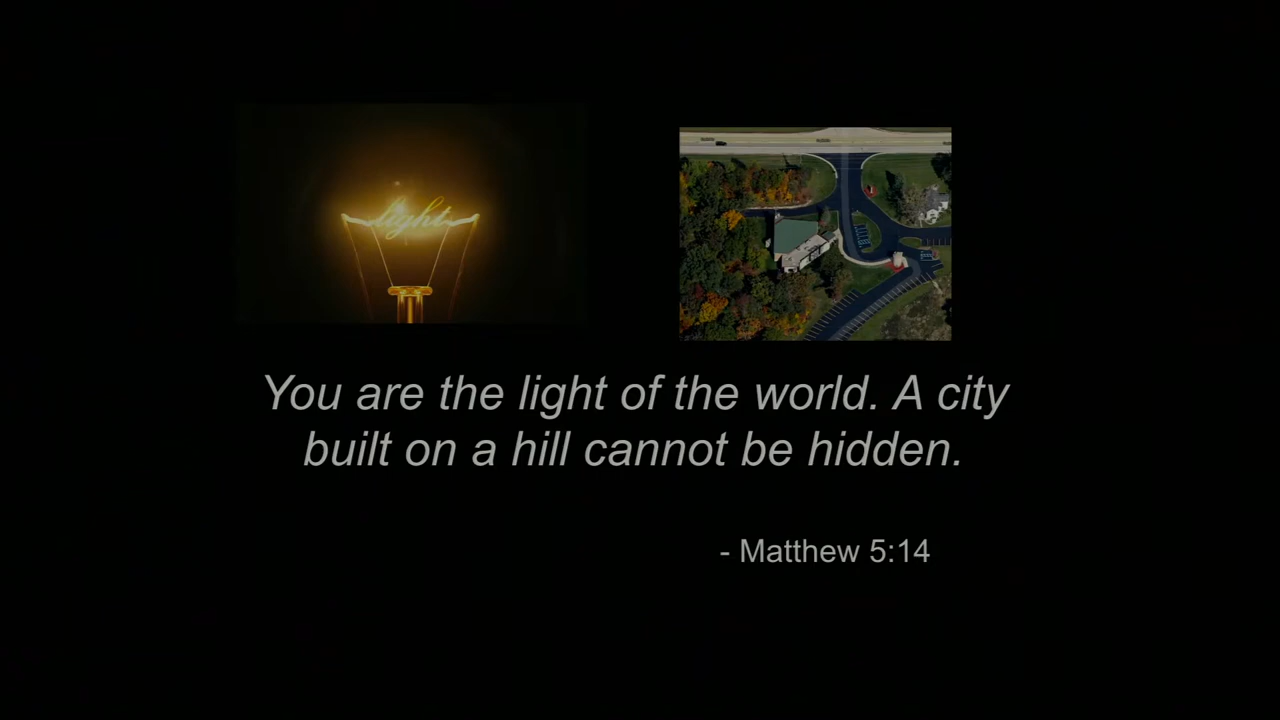 light
You are the light of the world. A city
built on a hill cannot be hidden.
- Matthew 5:14